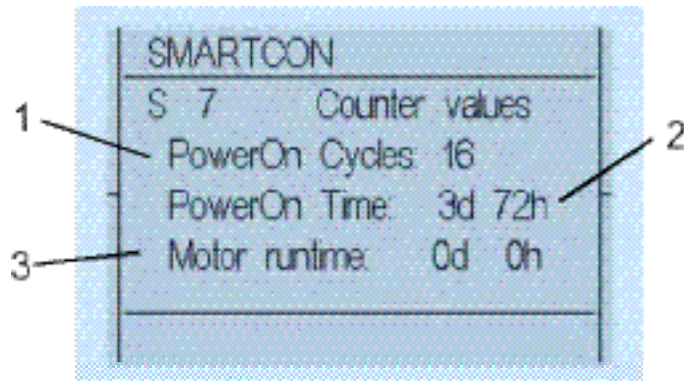 SMARTCON
S 7 Counter values
1
PowerOn Cycles: 16
2
PowerOn Time: 3d 72h
3
Motor runtime: 0d 0h